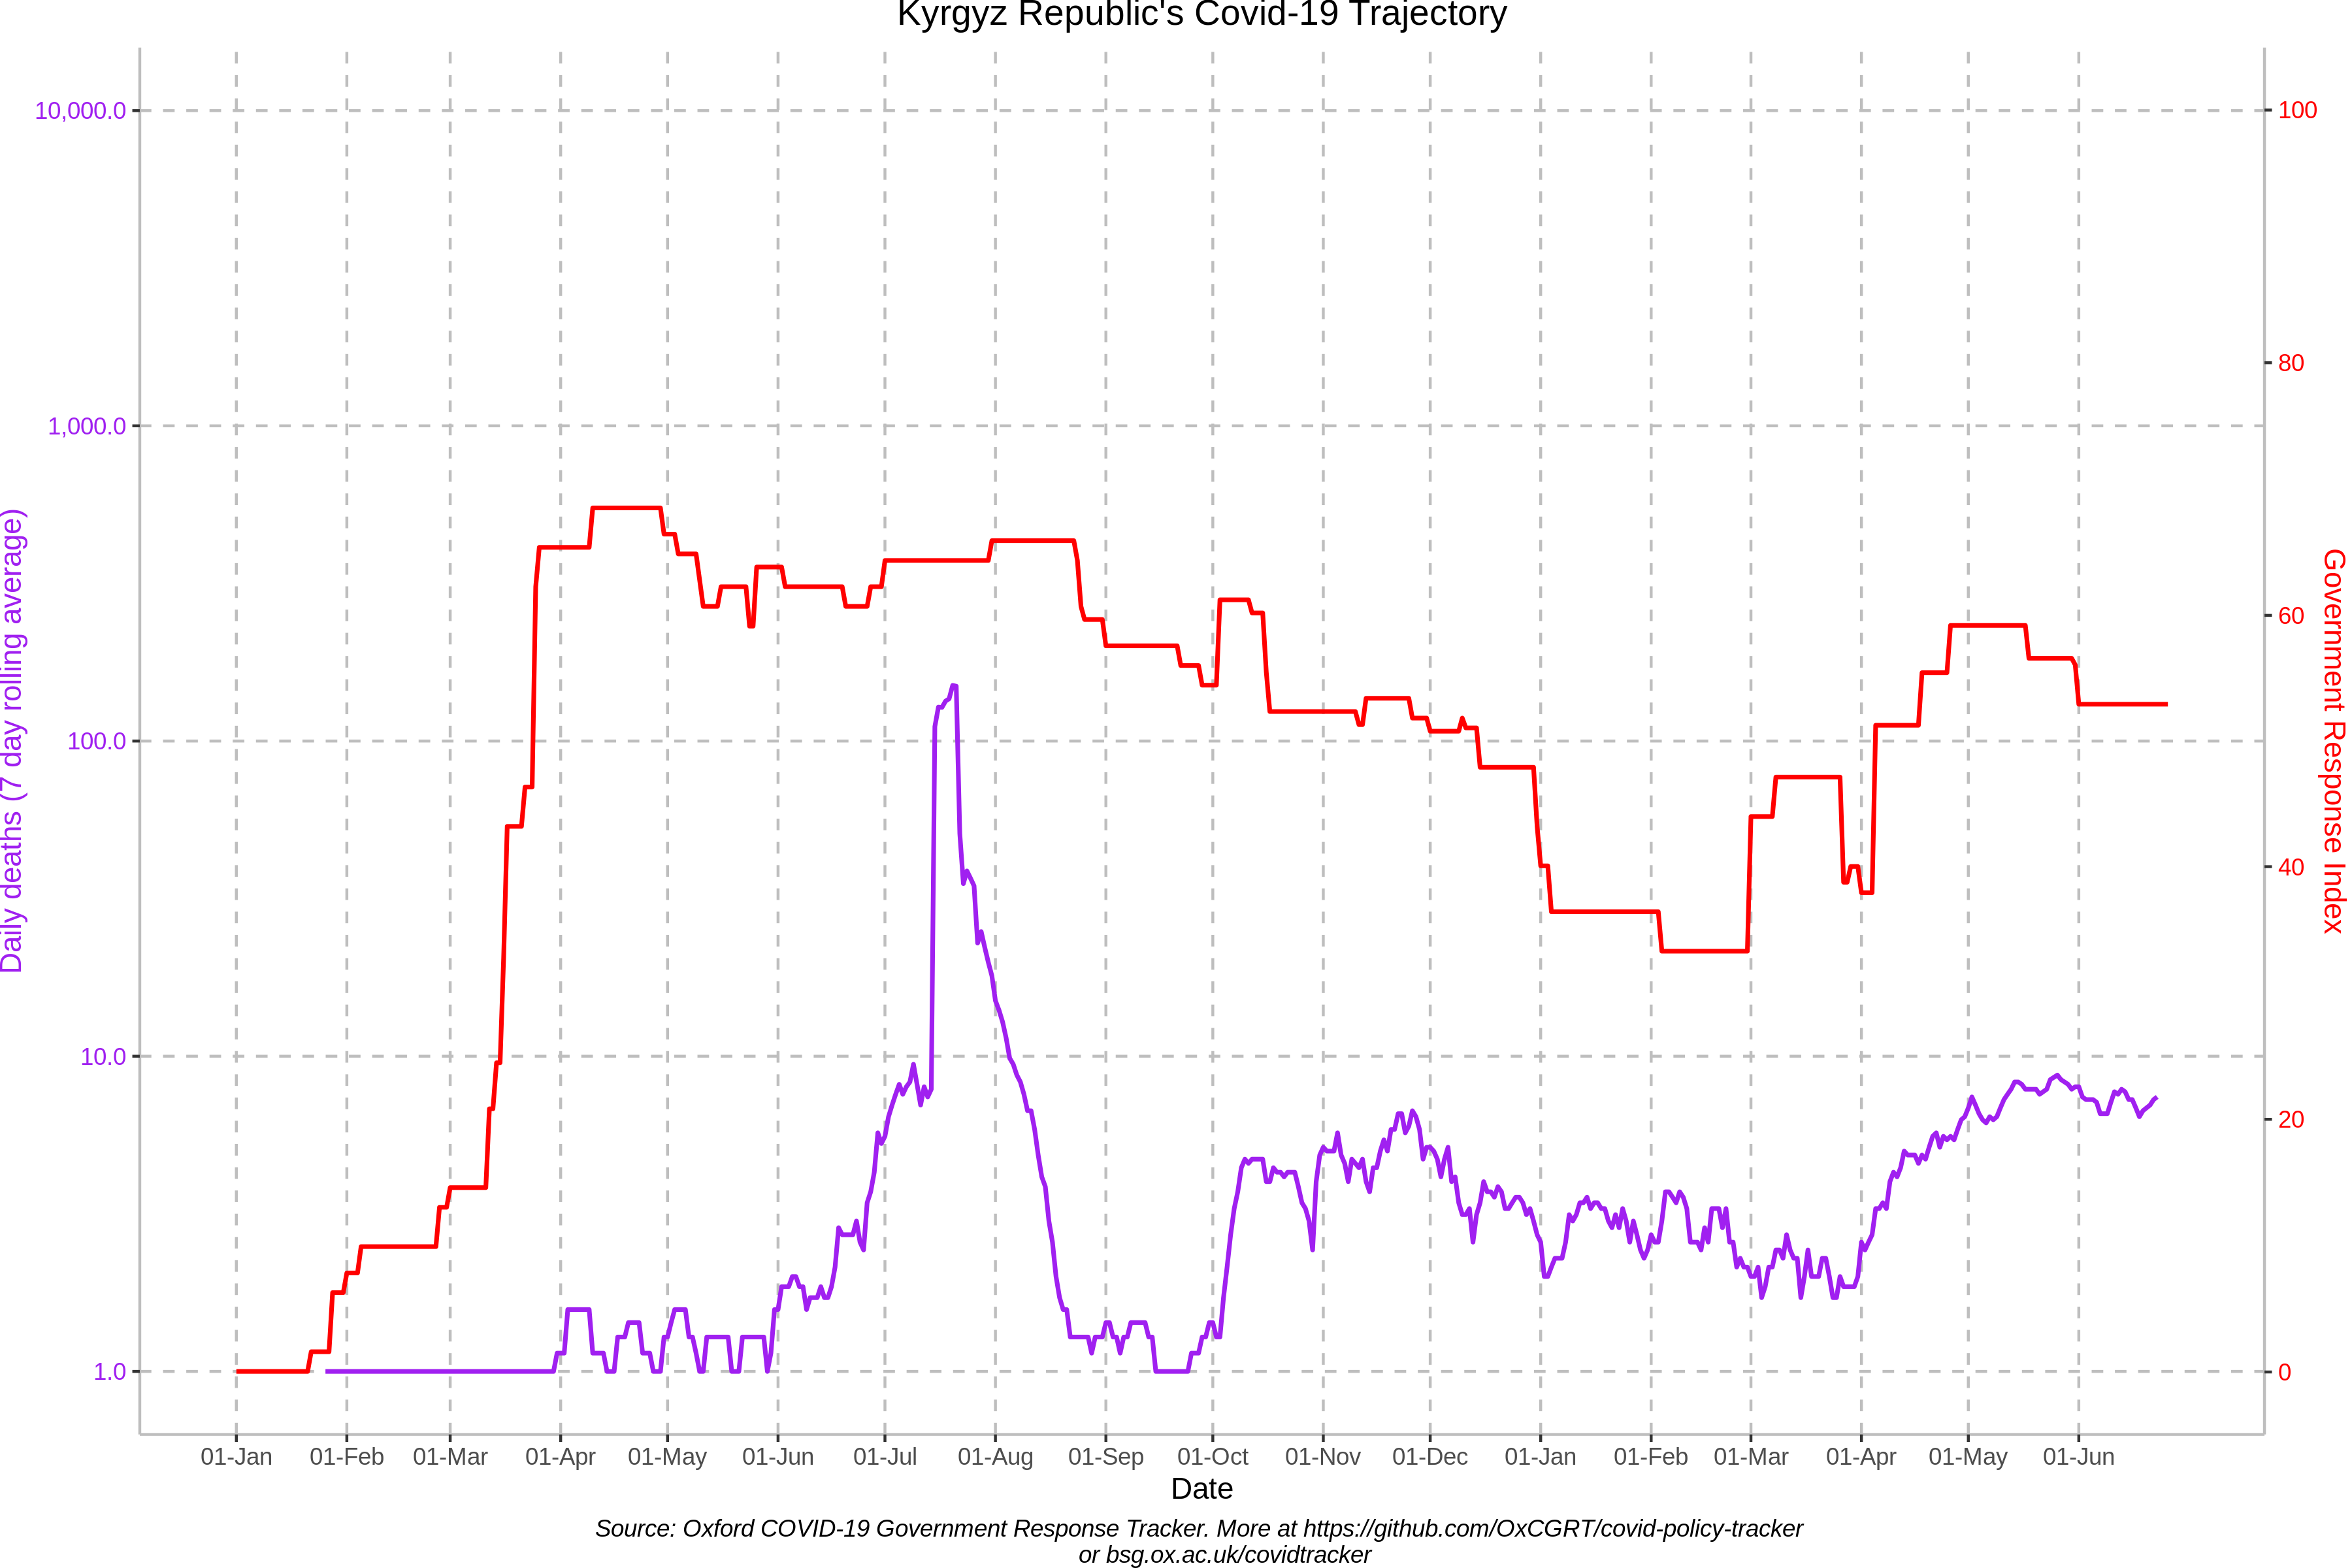 Kyrgyz Republic's Covid-19 Trajectory
Daily deaths (7 day rolling average)
10,000.0
1,000.0
100.0
10.0
1.0
100
80
60
40
20
0
Government Response Index
01-Jan 01-Feb 01-Mar 01-Apr 01-May 01-Jun 01-Jul 01-Aug 01-Sep 01-Oct 01-Nov 01-Dec 01-Jan 01-Feb 01-Mar 01-Apr 01-May 01-Jun
Date
Source: Oxford COVID-19 Government Response Tracker. More at https://github.com/OxCGRT/covid-policy-tracker
or bsg.ox.ac.uk/covidtracker